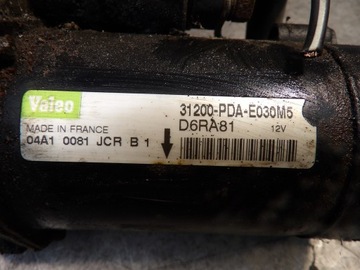 Valeo
31200-PDA-E030M5
D6RA81 12V
MADE IN FRANCE
04A1 0081 JCR B 1